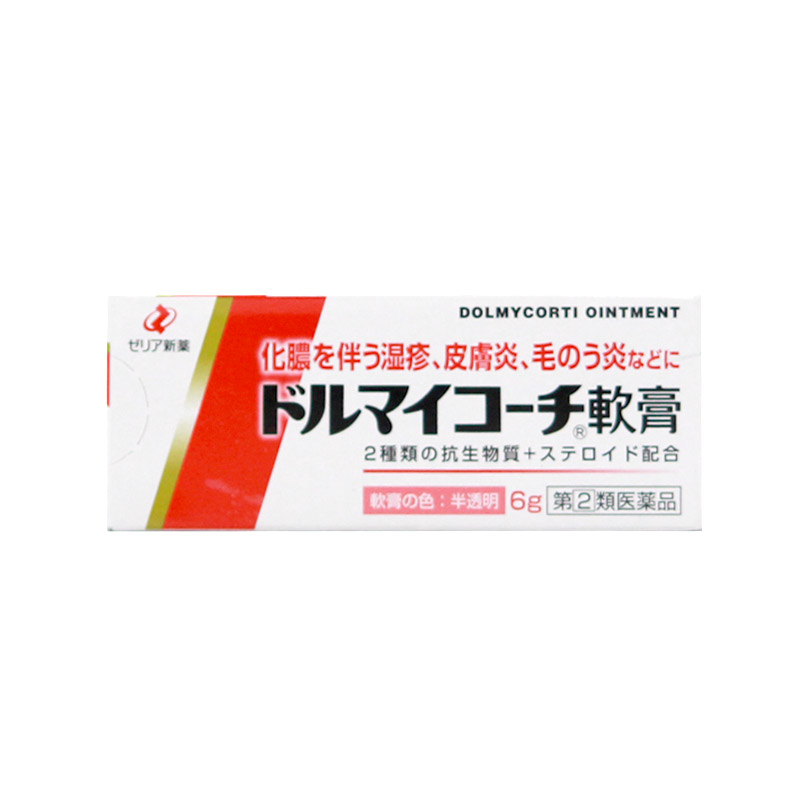 ゼリア新薬
DOLMYCORTI OINTMENT
化膿を伴う湿疹、皮膚炎、毛のう炎などに
ドルマイコーチ®軟膏
2種類の抗生物質+ステロイド配合
軟膏の色:半透明 6g 第②類医薬品